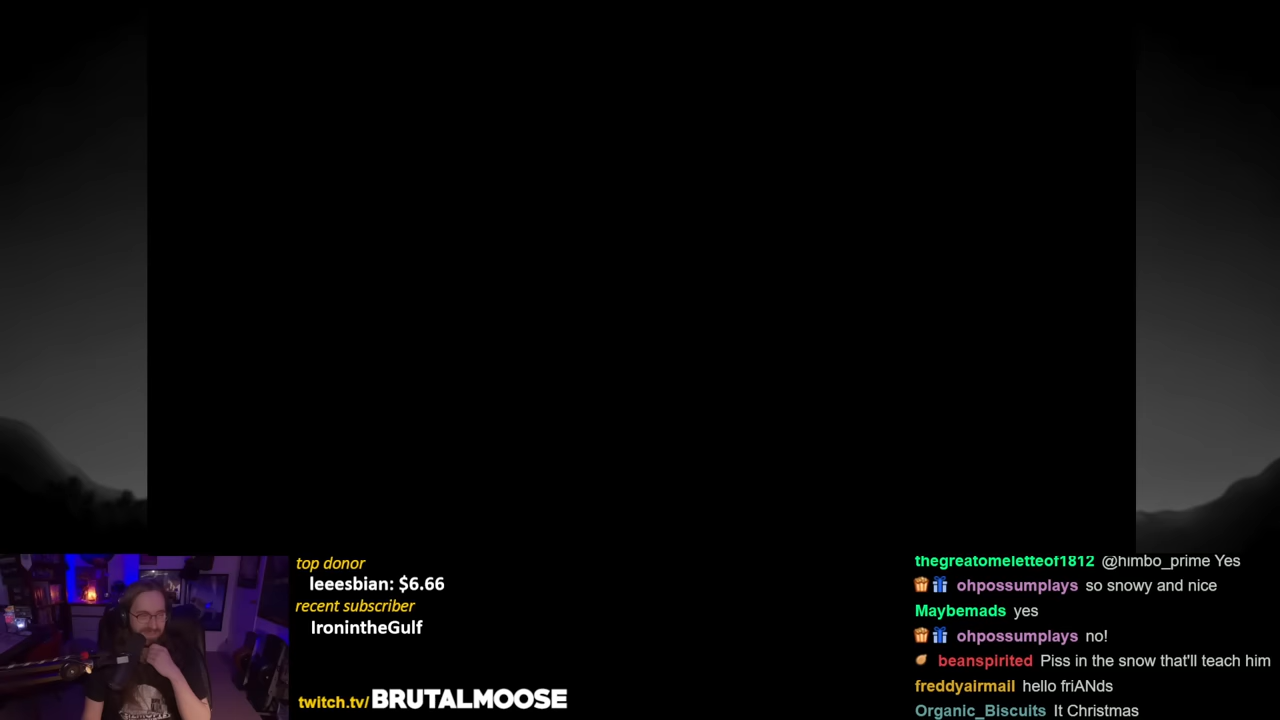 top donor
leeesbian: $6.66
recent subscriber
IronintheGulf
twitch.tv/BRUTALMOOSE
thegreatomeletteof1812 @himbo_prime Yes
ohpossumplays so snowy and nice
Maybemads yes
ohpossumplays no!
beanspirited Piss in the snow that'll teach him
freddyairmail hello friANds
Organic_Biscuits It Christmas